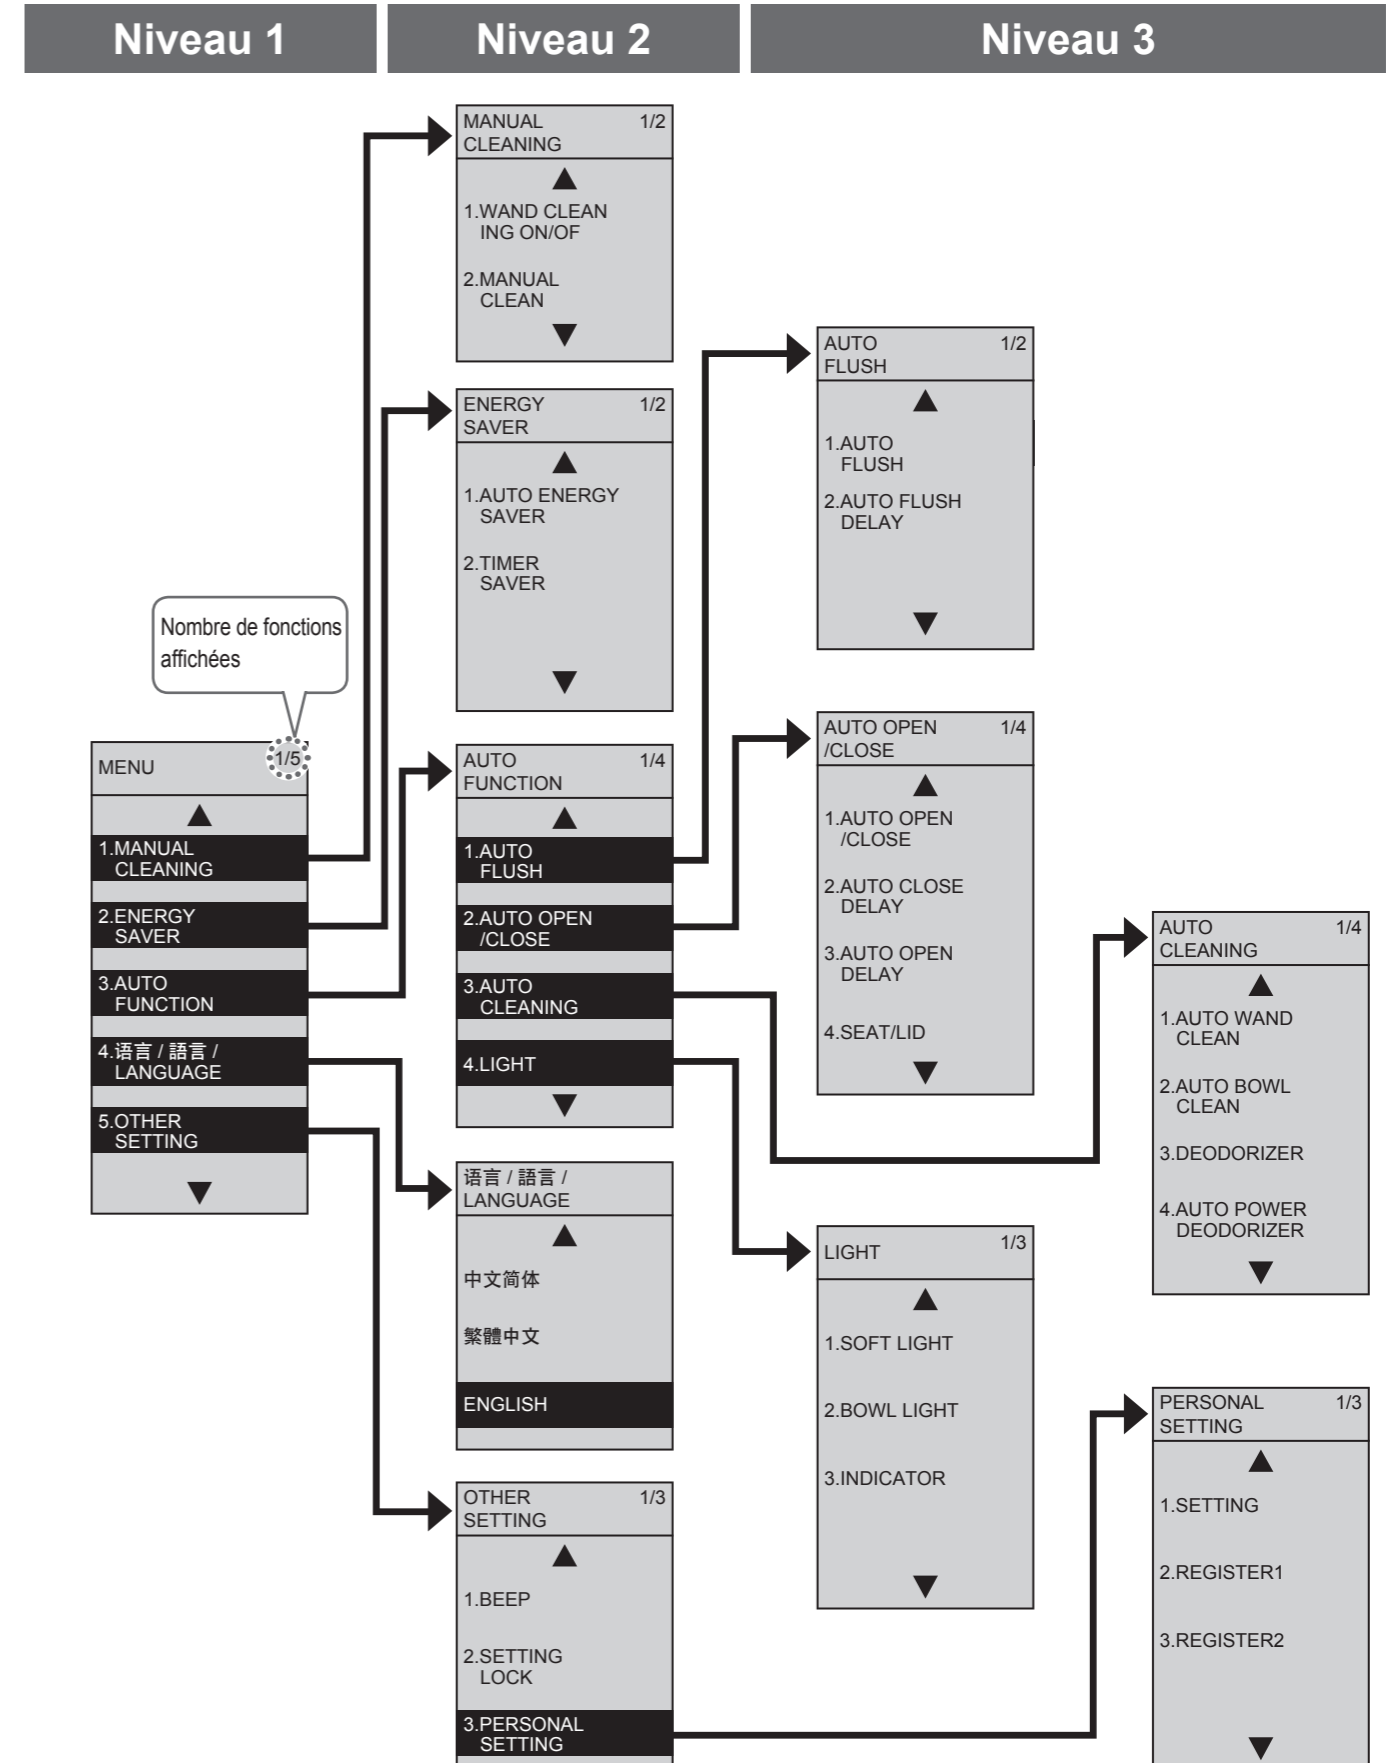 Niveau 1
Niveau 2
Niveau 3
Nombre de fonctions
affichées
MENU 1/5
1.MANUAL
CLEANING
2.ENERGY
SAVER
3.AUTO
FUNCTION
4.语言 / 語言 /
LANGUAGE
5.OTHER
SETTING
MANUAL 1/2
CLEANING
1.WAND CLEAN
ING ON/OF
2.MANUAL
CLEAN
ENERGY 1/2
SAVER
1.AUTO ENERGY
SAVER
2.TIMER
SAVER
AUTO 1/4
FUNCTION
1.AUTO
FLUSH
2.AUTO OPEN
/CLOSE
3.AUTO
CLEANING
4.LIGHT
语言 / 語言 /
LANGUAGE
中文简体
繁體中文
ENGLISH
OTHER 1/3
SETTING
1.BEEP
2.SETTING
LOCK
3.PERSONAL
SETTING
AUTO 1/2
FLUSH
1.AUTO
FLUSH
2.AUTO FLUSH
DELAY
AUTO OPEN 1/4
/CLOSE
1.AUTO OPEN
/CLOSE
2.AUTO CLOSE
DELAY
3.AUTO OPEN
DELAY
4.SEAT/LID
LIGHT 1/3
1.SOFT LIGHT
2.BOWL LIGHT
3.INDICATOR
AUTO 1/4
CLEANING
1.AUTO WAND
CLEAN
2.AUTO BOWL
CLEAN
3.DEODORIZER
4.AUTO POWER
DEODORIZER
PERSONAL 1/3
SETTING
1.SETTING
2.REGISTER1
3.REGISTER2